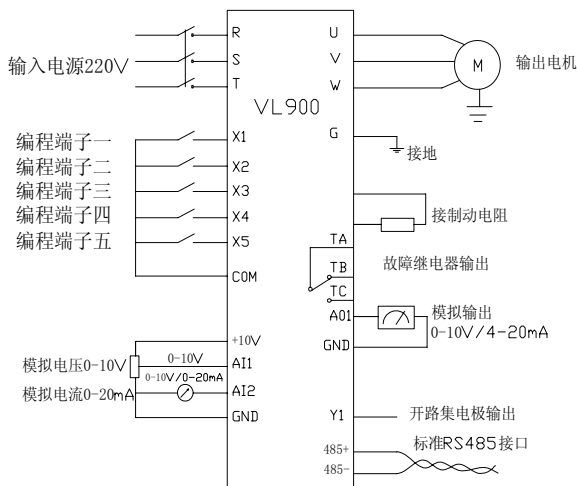 R
S
T
输入电源220V
VL900
U
V
W
M
输出电机
G
接地
X1
X2
X3
X4
X5
COM
编程端子一
编程端子二
编程端子三
编程端子四
编程端子五
接制动电阻
TA
TB
TC
故障继电器输出
A01
GND
模拟输出
0-10V/4-20mA
+10V
AI1
AI2
GND
模拟电压0-10V
0-10V
0-10V/0-20mA
模拟电流0-20mA
Y1
开路集电极输出
标准RS485接口
485+
485-